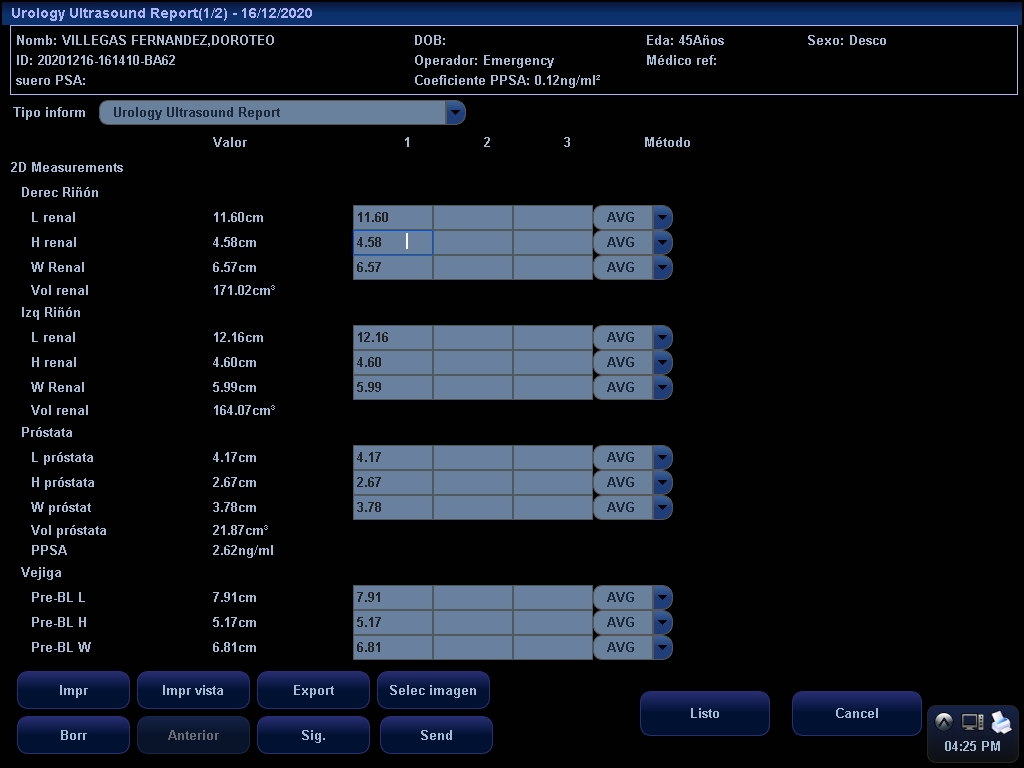 Urology Ultrasound Report(1/2) - 16/12/2020
Nomb: VILLEGAS FERNANDEZ,DOROTEO DOB: Eda: 45Años Sexo: Desco
ID: 20201216-161410-BA62 Operador: Emergency Médico ref:
suero PSA: Coeficiente PPSA: 0.12ng/ml²
Tipo inform Urology Ultrasound Report
Valor 1 2 3 Método
2D Measurements
Derec Riñón
L renal 11.60cm 11.60 AVG
H renal 4.58cm 4.58 AVG
W Renal 6.57cm 6.57 AVG
Vol renal 171.02cm³
Izq Riñón
L renal 12.16cm 12.16 AVG
H renal 4.60cm 4.60 AVG
W Renal 5.99cm 5.99 AVG
Vol renal 164.07cm³
Próstata
L próstata 4.17cm 4.17 AVG
H próstata 2.67cm 2.67 AVG
W próstat 3.78cm 3.78 AVG
Vol próstata 21.87cm³
PPSA 2.62ng/ml
Vejiga
Pre-BL L 7.91cm 7.91 AVG
Pre-BL H 5.17cm 5.17 AVG
Pre-BL W 6.81cm 6.81 AVG
Impr Impr vista Export Selec imagen
Listo Cancel
Borr Anterior Sig. Send
04:25 PM